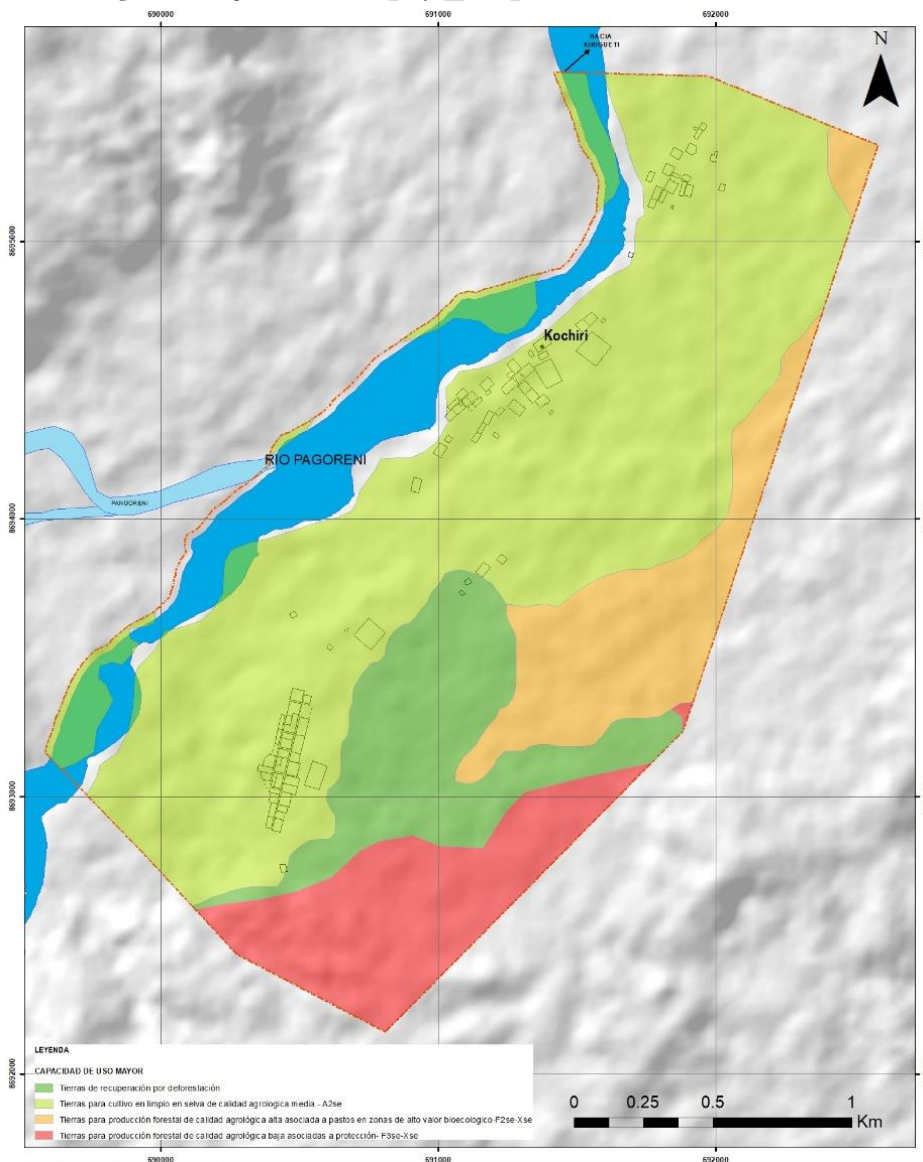 690000
691000
692000
HACIA
KIRIGUETI
N
8695000
Kochiri
RIO PAGORENI
PANGORENI
8694000
8693000
8692000
LEYENDA
CAPACIDAD DE USO MAYOR
Tierras de recuperación por deforestación
Tierras para cultivo en limpio en selva de calidad agrologica media - A2se
Tierras para producción forestal de calidad agrológica alta asociada a pastos en zonas de alto valor bioecologico-F2se-Xse
Tierras para producción forestal de calidad agrológica baja asociadas a protección- F3se-Xse
0 0.25 0.5 1
Km
690000
691000
692000